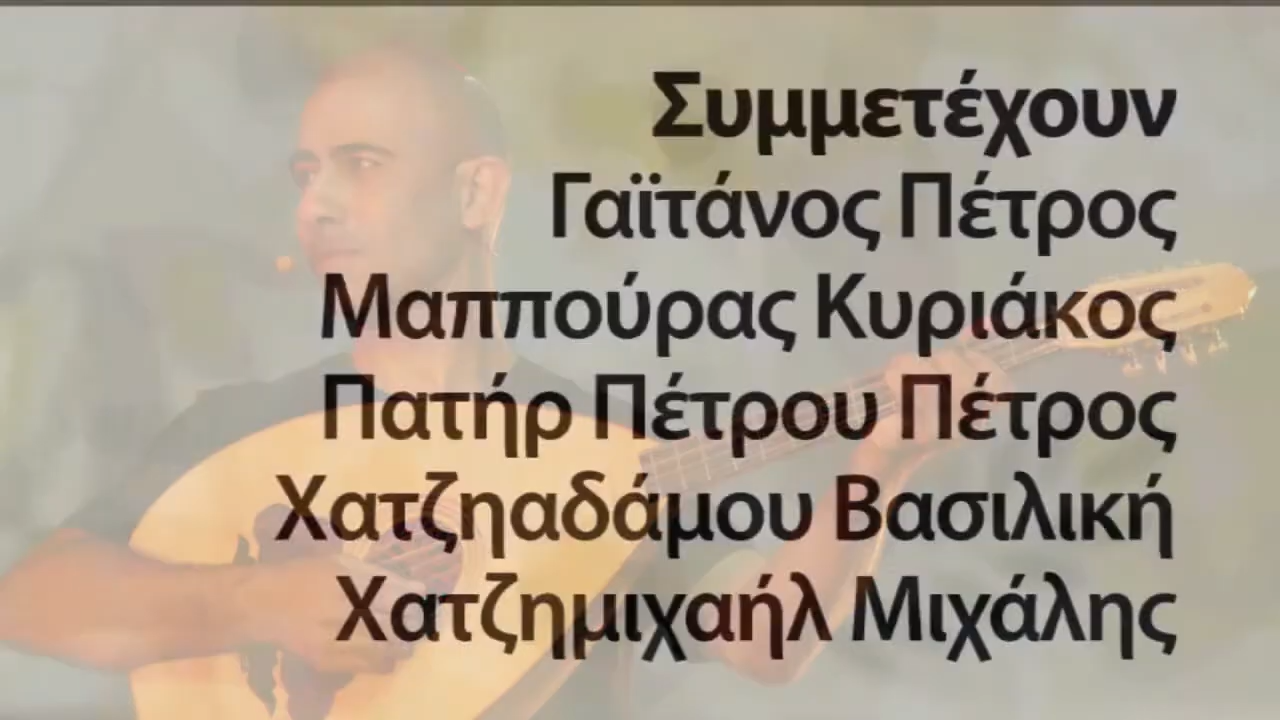 Συμμετέχουν
Γαϊτάνος Πέτρος
Μαππούρας Κυριάκος
Πατήρ Πέτρου Πέτρος
Χατζηαδάμου Βασιλική
Χατζημιχαήλ Μιχάλης